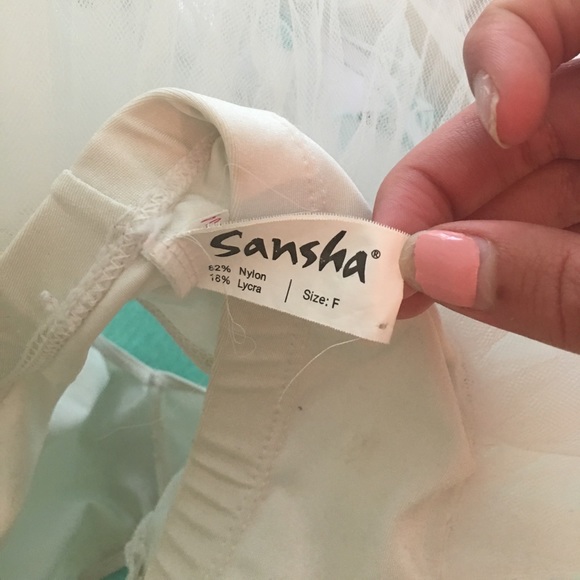 Sansha®
82% Nylon
18% Lycra
Size: F